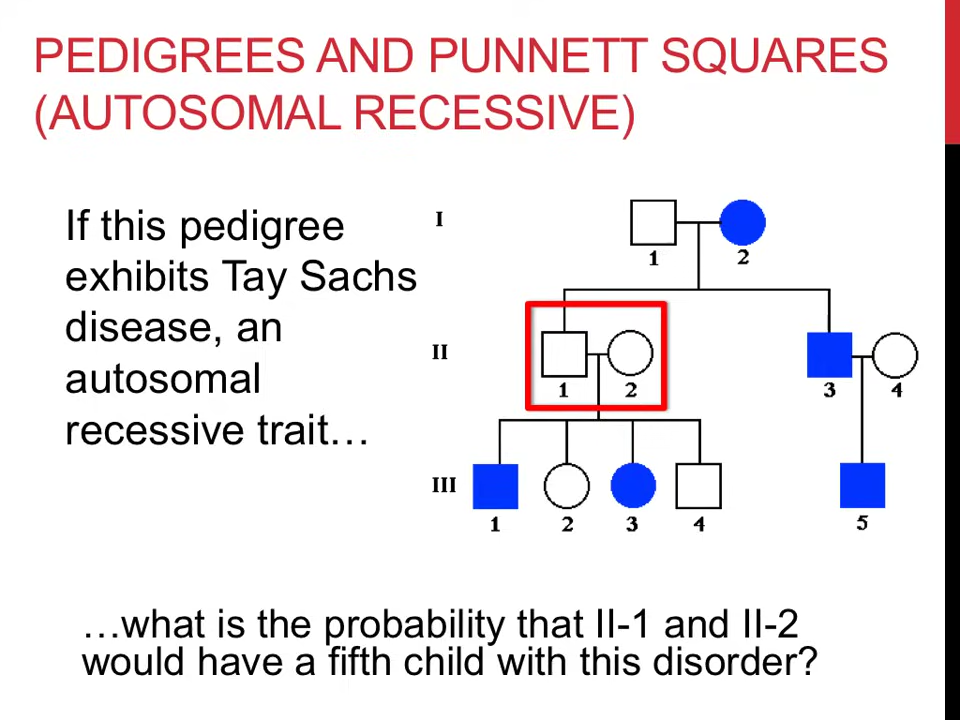 PEDIGREES AND PUNNETT SQUARES
(AUTOSOMAL RECESSIVE)
If this pedigree
exhibits Tay Sachs
disease, an
autosomal
recessive trait…
I
1 2
II
1 2 3 4
III
1 2 3 4 5
…what is the probability that II-1 and II-2
would have a fifth child with this disorder?